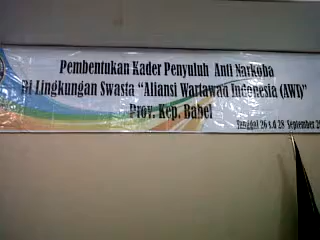 Pembentukan Kader Penyuluh Anti Narkoba
Di Lingkungan Swasta "Aliansi Wartawan Indonesia (AWI)"
Prov. Kep. Babel
Tanggal 26 s.d 28 September